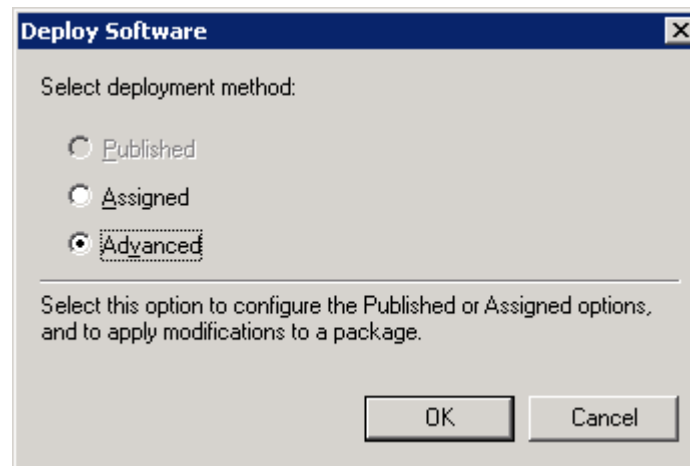 Deploy Software
Select deployment method:
Published
Assigned
Advanced
Select this option to configure the Published or Assigned options,
and to apply modifications to a package.
OK
Cancel